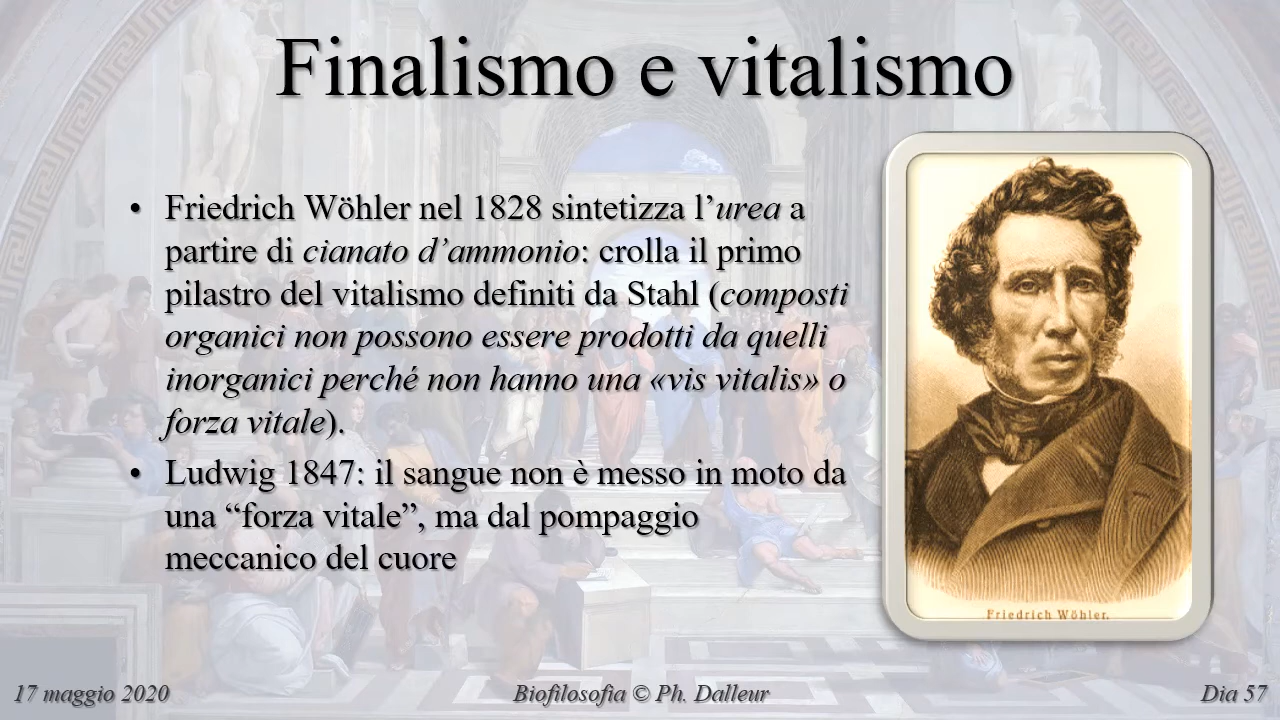 Finalismo e vitalismo
• Friedrich Wöhler nel 1828 sintetizza l’urea a
partire di cianato d’ammonio: crolla il primo
pilastro del vitalismo definiti da Stahl (composti
organici non possono essere prodotti da quelli
inorganici perché non hanno una «vis vitalis» o
forza vitale).
• Ludwig 1847: il sangue non è messo in moto da
una “forza vitale”, ma dal pompaggio
meccanico del cuore
Friedrich Wöhler.
17 maggio 2020
Biofilosofia © Ph. Dalleur
Dia 57